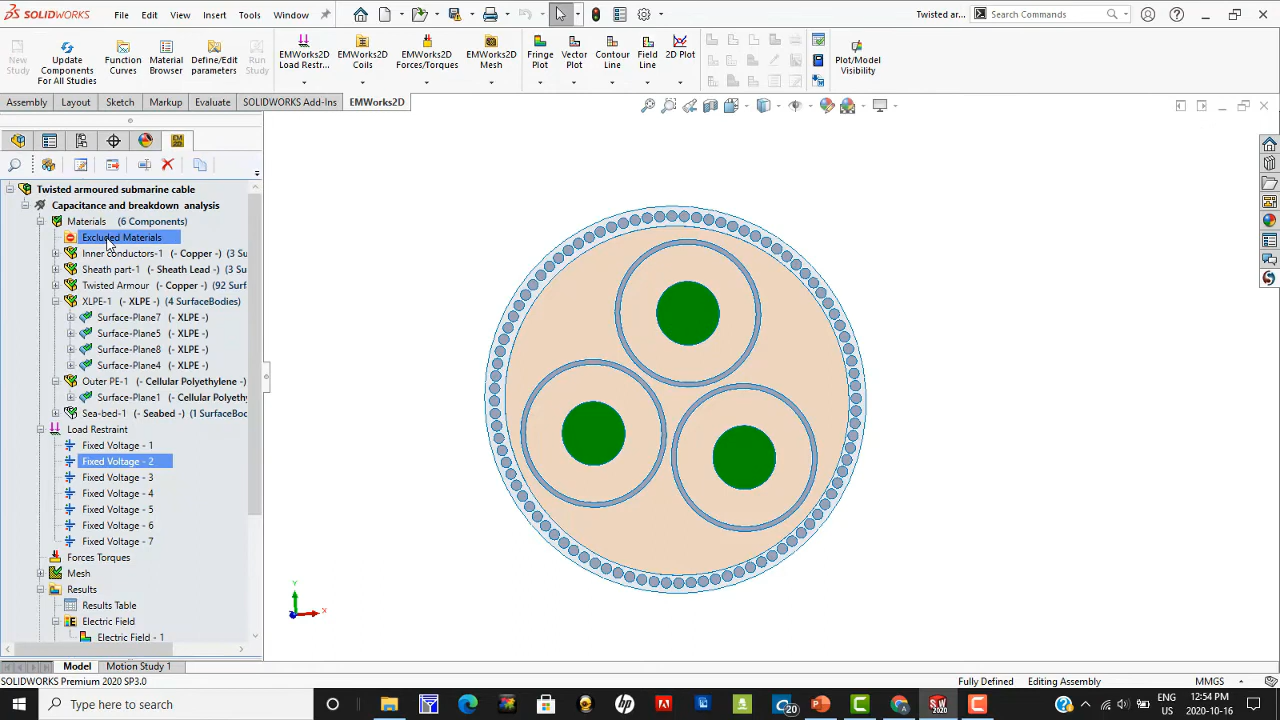 SOLIDWORKS File Edit View Insert Tools Window Twisted ar... Search Commands
New Study
Update Components For All Studies
Function Curves
Material Browser
Define/Edit parameters
Run Study
EMWorks2D Load Restr...
EMWorks2D Coils
EMWorks2D Forces/Torques
EMWorks2D Mesh
Fringe Plot
Vector Plot
Contour Line
Field Line
2D Plot
Plot/Model Visibility
Assembly Layout Sketch Markup Evaluate SOLIDWORKS Add-Ins EMWorks2D
Twisted armoured submarine cable
Capacitance and breakdown analysis
Materials (6 Components)
Excluded Materials
Inner conductors-1 (- Copper -) (3 Su
Sheath part-1 (- Sheath Lead -) (3 Su
Twisted Armour (- Copper -) (92 Surf
XLPE-1 (- XLPE -) (4 SurfaceBodies)
Surface-Plane7 (- XLPE -)
Surface-Plane5 (- XLPE -)
Surface-Plane8 (- XLPE -)
Surface-Plane4 (- XLPE -)
Outer PE-1 (- Cellular Polyethylene -)
Surface-Plane1 (- Cellular Polyethyl
Sea-bed-1 (- Seabed -) (1 SurfaceBoc
Load Restraint
Fixed Voltage - 1
Fixed Voltage - 2
Fixed Voltage - 3
Fixed Voltage - 4
Fixed Voltage - 5
Fixed Voltage - 6
Fixed Voltage - 7
Forces Torques
Mesh
Results
Results Table
Electric Field
Electric Field - 1
Y
X
Model Motion Study 1
SOLIDWORKS Premium 2020 SP3.0 Fully Defined Editing Assembly MMGS
Type here to search
20
SW 2020
ENG US
12:54 PM
2020-10-16